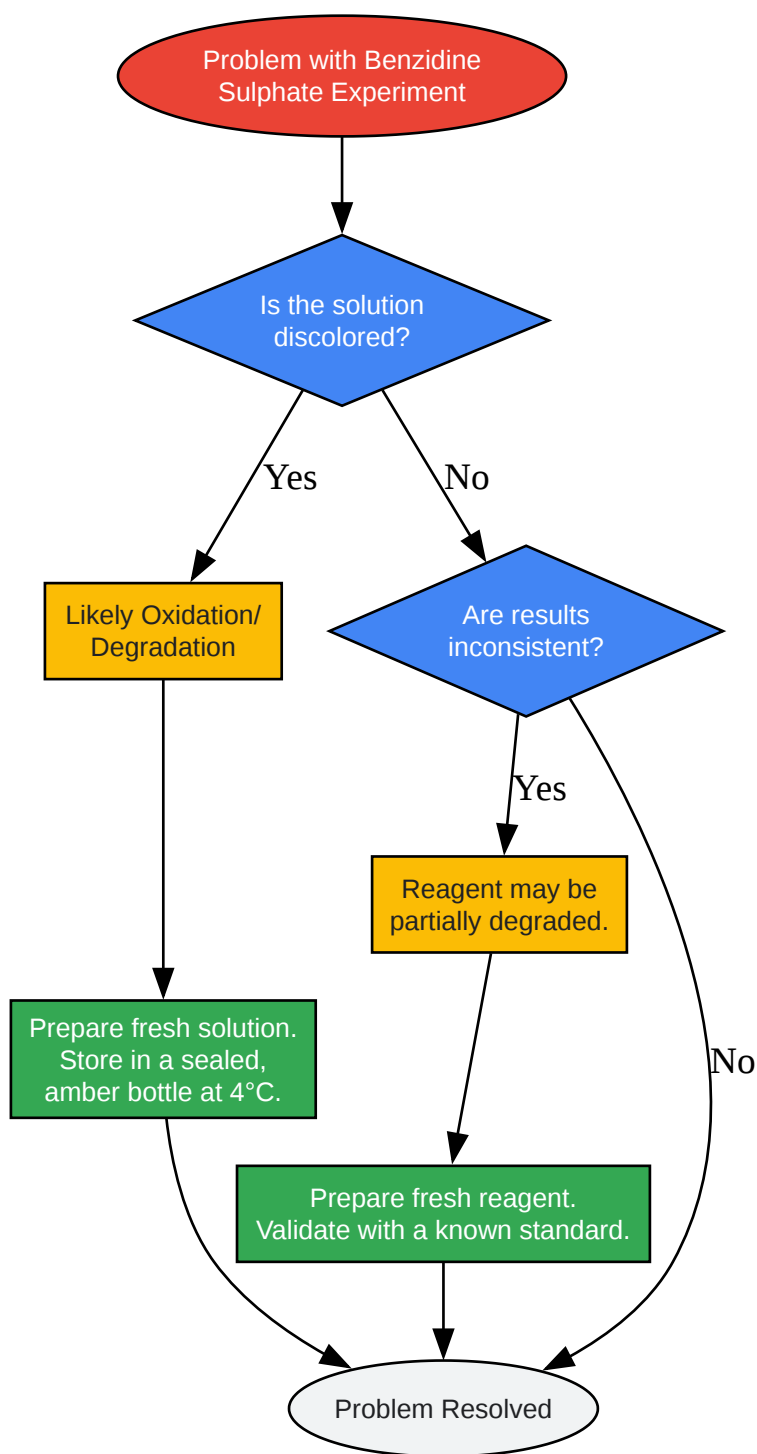 Problem with Benzidine
Sulphate Experiment
Is the solution
discolored?
Yes
No
Likely Oxidation/
Degradation
Are results
inconsistent?
Yes
Reagent may be
partially degraded.
Prepare fresh solution.
Store in a sealed,
amber bottle at 4°C.
No
Prepare fresh reagent.
Validate with a known standard.
Problem Resolved